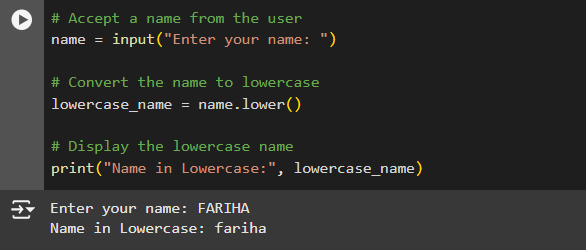 # Accept a name from the user
name = input("Enter your name: ")
# Convert the name to lowercase
lowercase_name = name.lower()
# Display the lowercase name
print("Name in Lowercase:", lowercase_name)
Enter your name: FARIHA
Name in Lowercase: fariha